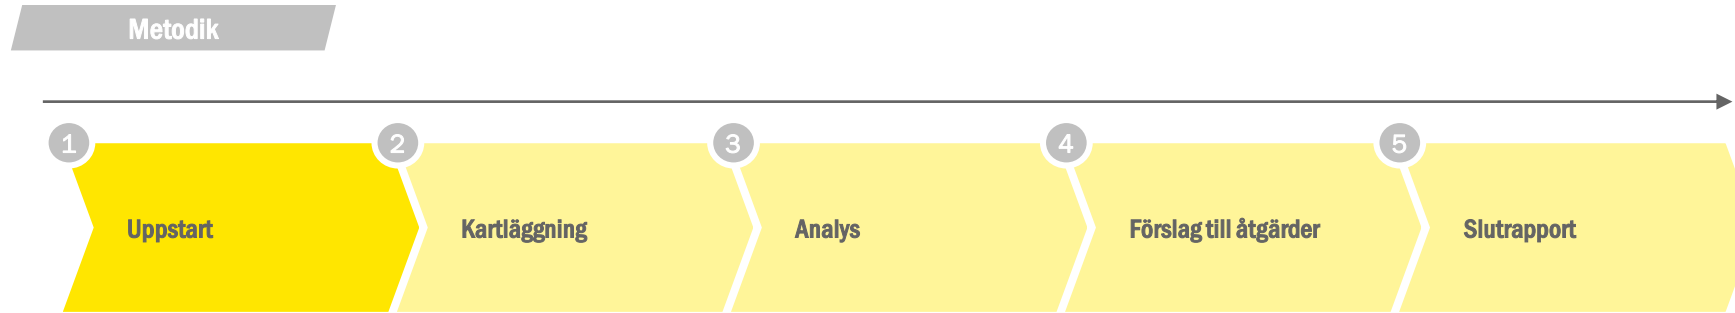 Metodik
1 2 3 4 5
Uppstart Kartläggning Analys Förslag till åtgärder Slutrapport